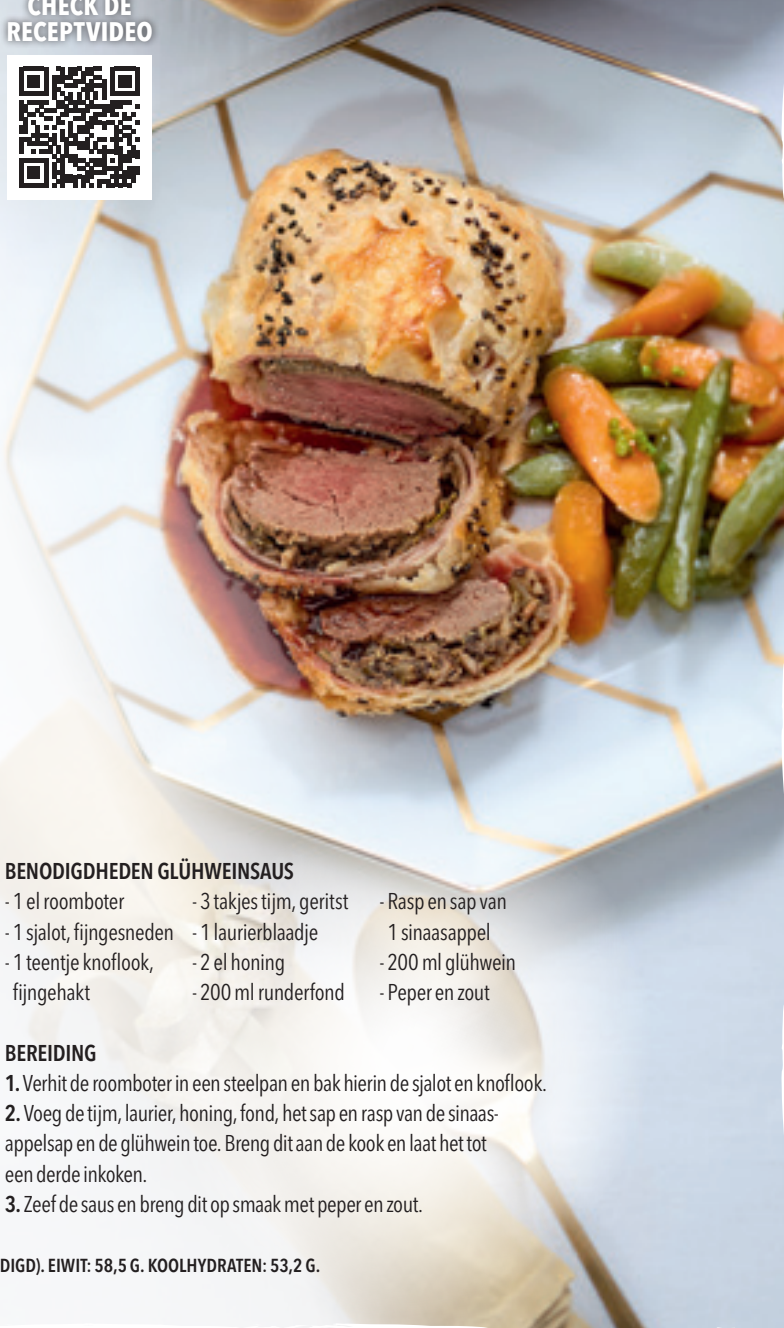 CHECK DE
RECEPTVIDEO
BENODIGDHEDEN GLÜHWEINSAUS
- 1 el roomboter
- 1 sjalot, fijngesneden
- 1 teentje knoflook,
fijngehakt
- 3 takjes tijm, geritst
- 1 laurierblaadje
- 2 el honing
- 200 ml runderfond
- Rasp en sap van
1 sinaasappel
- 200 ml glühwein
- Peper en zout
BEREIDING
1. Verhit de roomboter in een steelpan en bak hierin de sjalot en knoflook.
2. Voeg de tijm, laurier, honing, fond, het sap en rasp van de sinaas-
appelsap en de glühwein toe. Breng dit aan de kook en laat het tot
een derde inkoken.
3. Zeef de saus en breng dit op smaak met peper en zout.
DIGD). EIWIT: 58,5 G. KOOLHYDRATEN: 53,2 G.